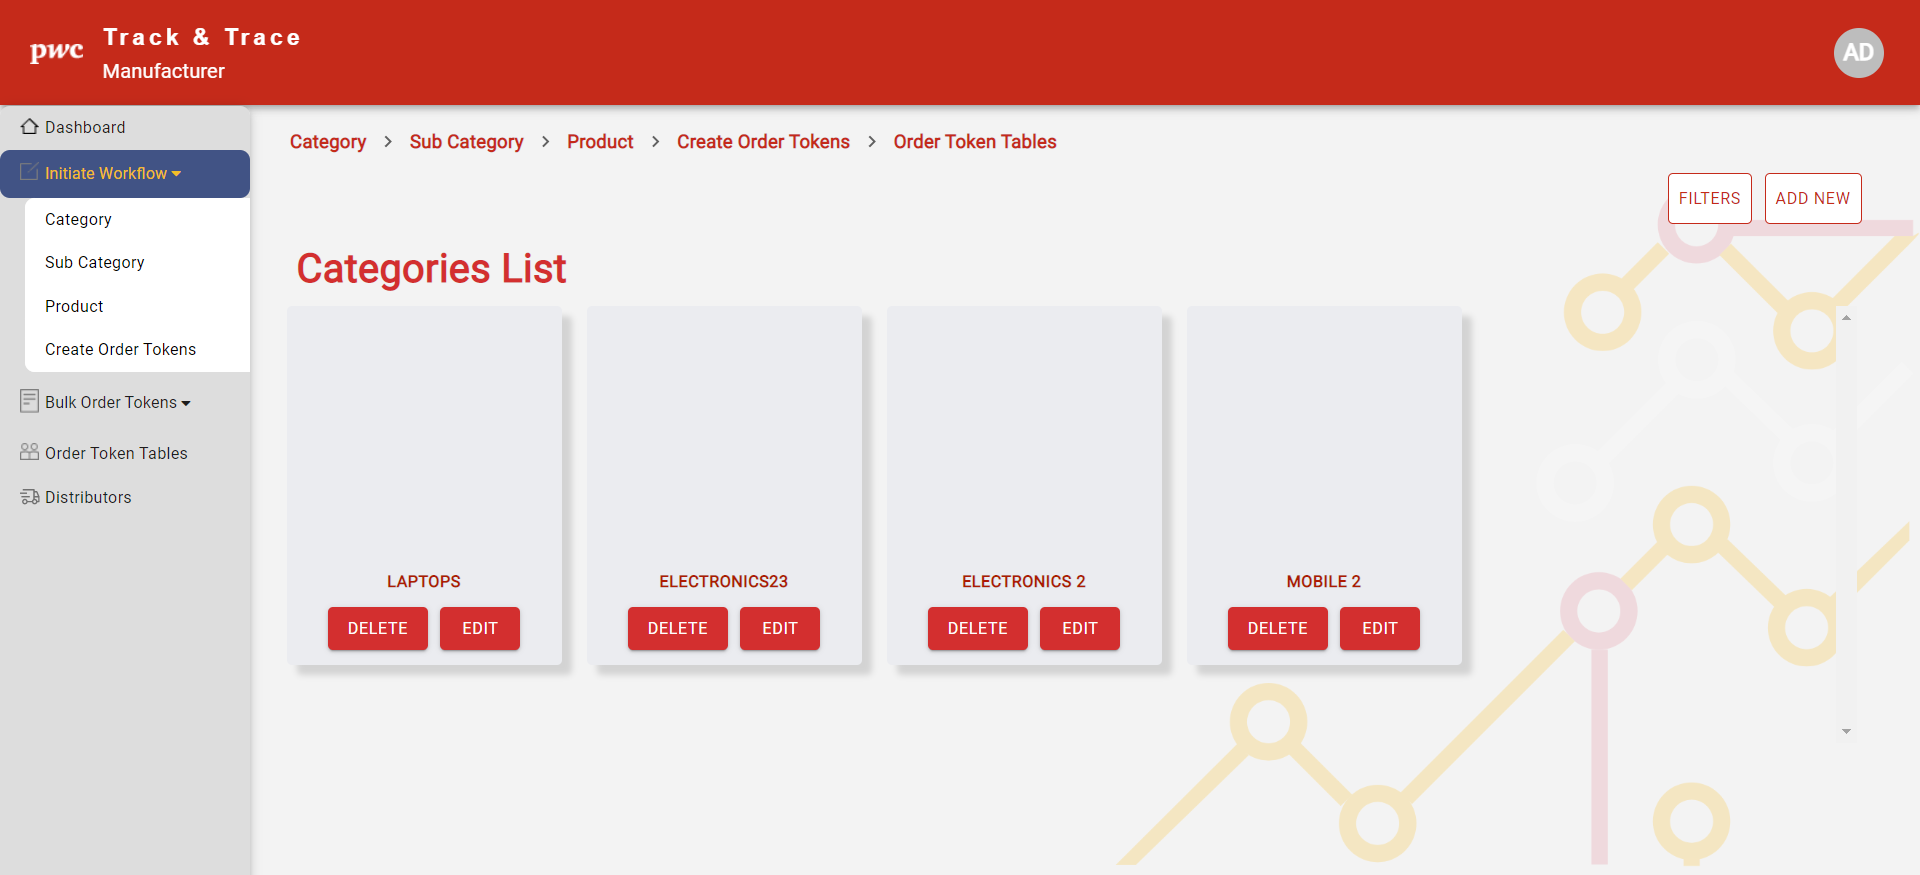 pwc
Track & Trace
Manufacturer
AD
Dashboard
Initiate Workflow
Category
Sub Category
Product
Create Order Tokens
Bulk Order Tokens
Order Token Tables
Distributors
Category > Sub Category > Product > Create Order Tokens > Order Token Tables
FILTERS ADD NEW
Categories List
LAPTOPS
DELETE EDIT
ELECTRONICS23
DELETE EDIT
ELECTRONICS 2
DELETE EDIT
MOBILE 2
DELETE EDIT